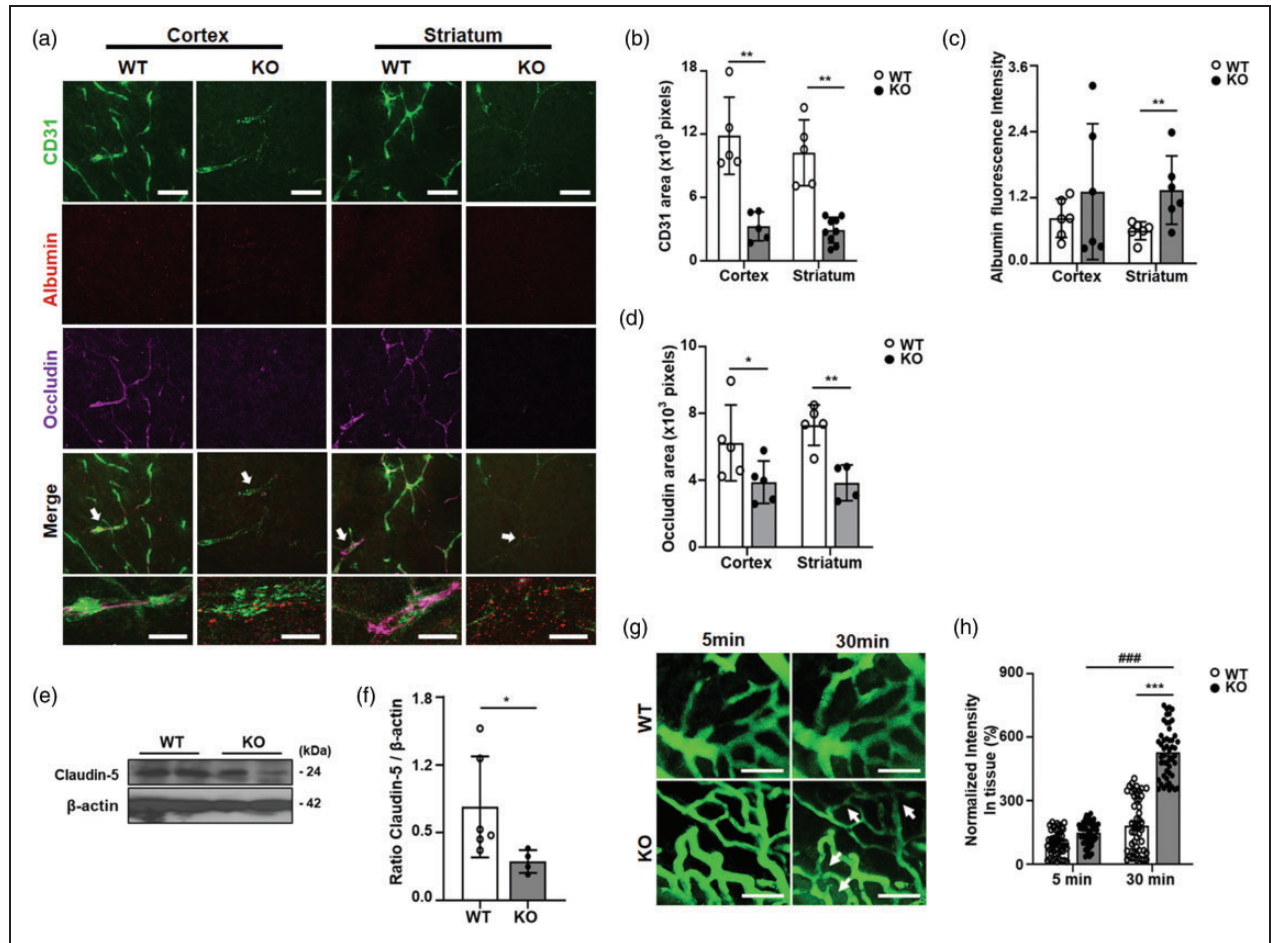 (a)
Cortex
Striatum
WT
KO
WT
KO
CD31
Albumin
Occludin
Merge
(b)
CD31 area (x10³ pixels)
18
12
6
0
**
**
Cortex
Striatum
WT
KO
(c)
Albumin fluorescence Intensity
3.6
2.4
1.2
0.0
**
Cortex
Striatum
WT
KO
(d)
Occludin area (x10³ pixels)
12
8
4
0
*
**
Cortex
Striatum
WT
KO
(e)
WT
KO
(kDa)
Claudin-5
- 24
β-actin
- 42
(f)
Ratio Claudin-5 / β-actin
1.8
1.2
0.5
0.0
*
WT
KO
(g)
5min
30min
WT
KO
(h)
Normalized Intensity
In tissue (%)
900
600
300
0
###
***
5 min
30 min
WT
KO